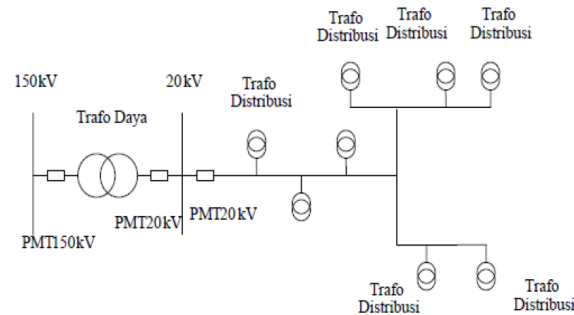 Trafo
Distribusi
Trafo
Distribusi
Trafo
Distribusi
150kV
20kV
Trafo
Distribusi
Trafo Daya
PMT150kV
PMT20kV
PMT20kV
Trafo
Distribusi
Trafo
Distribusi